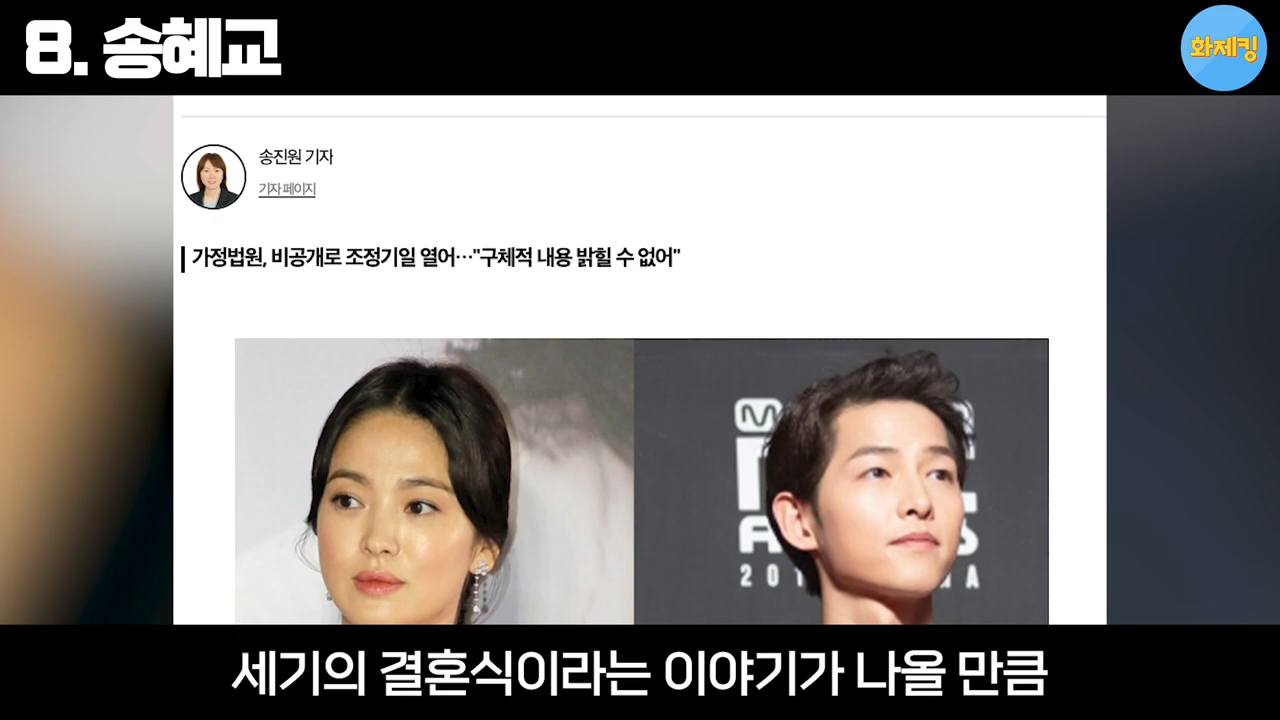 8. 송혜교
화제킹
송진원 기자
기자 페이지
가정법원, 비공개로 조정기일 열어…"구체적 내용 밝힐 수 없어"
세기의 결혼식이라는 이야기가 나올 만큼